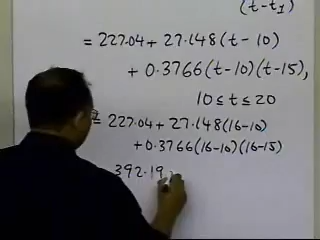 (t-t₁)
= 227.04 + 27.148(t-10)
+ 0.3766(t-10)(t-15),
10 ≤ t ≤ 20
= 227.04 + 27.148(16-10)
+ 0.3766(16-10)(16-15)
392.19